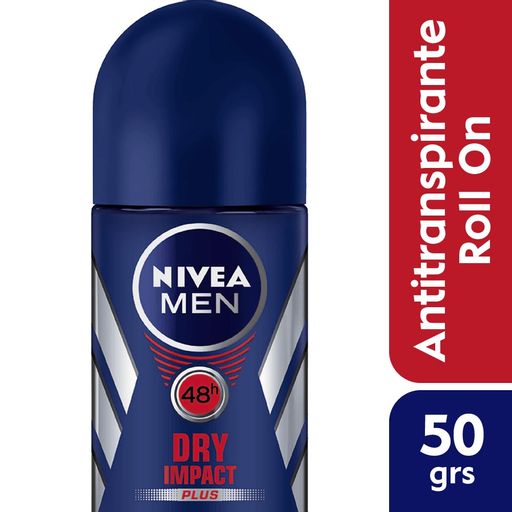 NIVEA
MEN
48h
DRY
IMPACT
PLUS
Antitranspirante
Roll On
50
grs